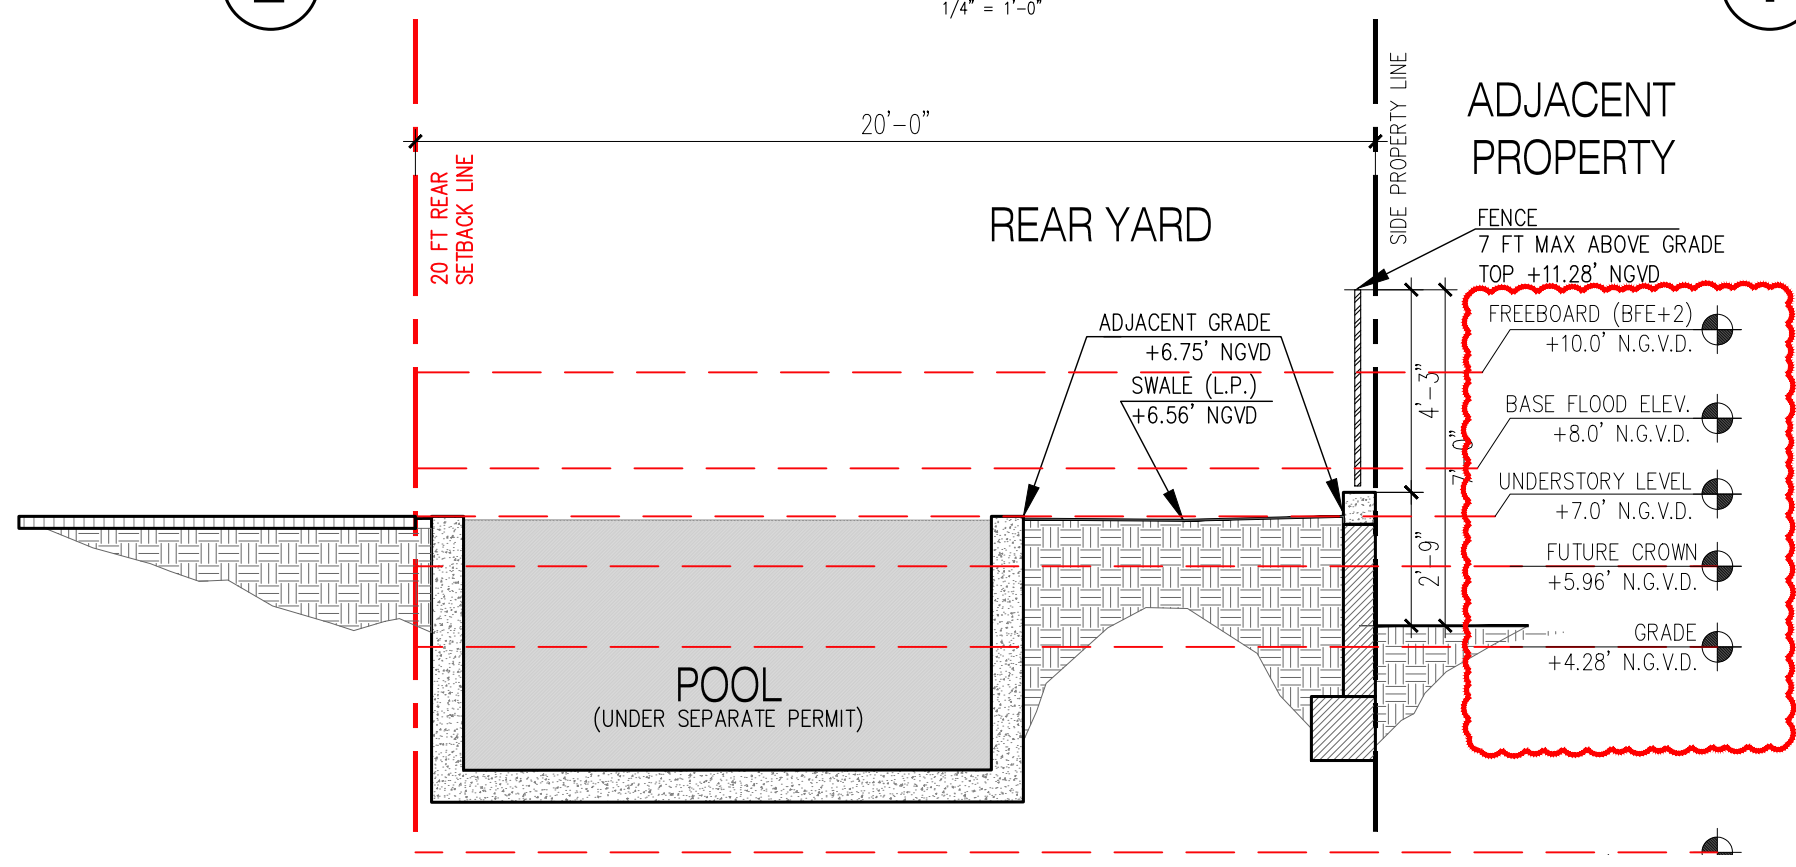 1/4" = 1'-0"
20'-0"
20 FT REAR
SETBACK LINE
SIDE PROPERTY LINE
ADJACENT
PROPERTY
REAR YARD
FENCE
7 FT MAX ABOVE GRADE
TOP +11.28' NGVD
ADJACENT GRADE
+6.75' NGVD
SWALE (L.P.)
+6.56' NGVD
4'-3"
7'-0"
2'-9"
FREEBOARD (BFE+2)
+10.0' N.G.V.D.
BASE FLOOD ELEV.
+8.0' N.G.V.D.
UNDERSTORY LEVEL
+7.0' N.G.V.D.
FUTURE CROWN
+5.96' N.G.V.D.
GRADE
+4.28' N.G.V.D.
POOL
(UNDER SEPARATE PERMIT)